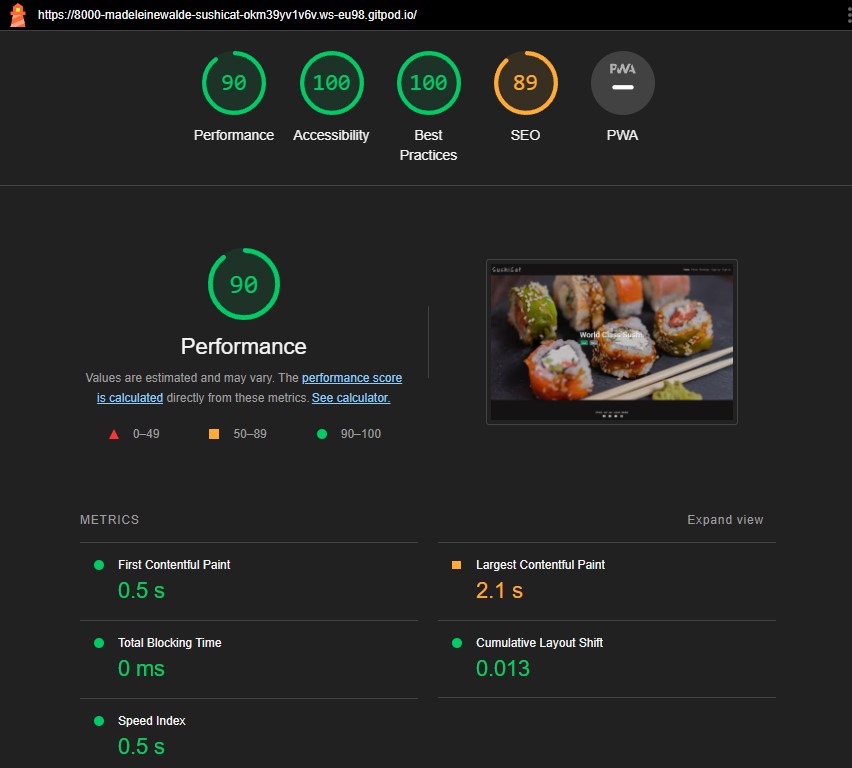 https://8000-madeleinewalde-sushicat-okm39yv1v6v.ws-eu98.gitpod.io/
90
100
100
89
PWA
Performance
Accessibility
Best
Practices
SEO
PWA
90
Performance
Values are estimated and may vary. The performance score
is calculated directly from these metrics. See calculator.
0–49
50–89
90–100
SushiCat
World Class Sushi
METRICS
Expand view
First Contentful Paint
0.5 s
Largest Contentful Paint
2.1 s
Total Blocking Time
0 ms
Cumulative Layout Shift
0.013
Speed Index
0.5 s